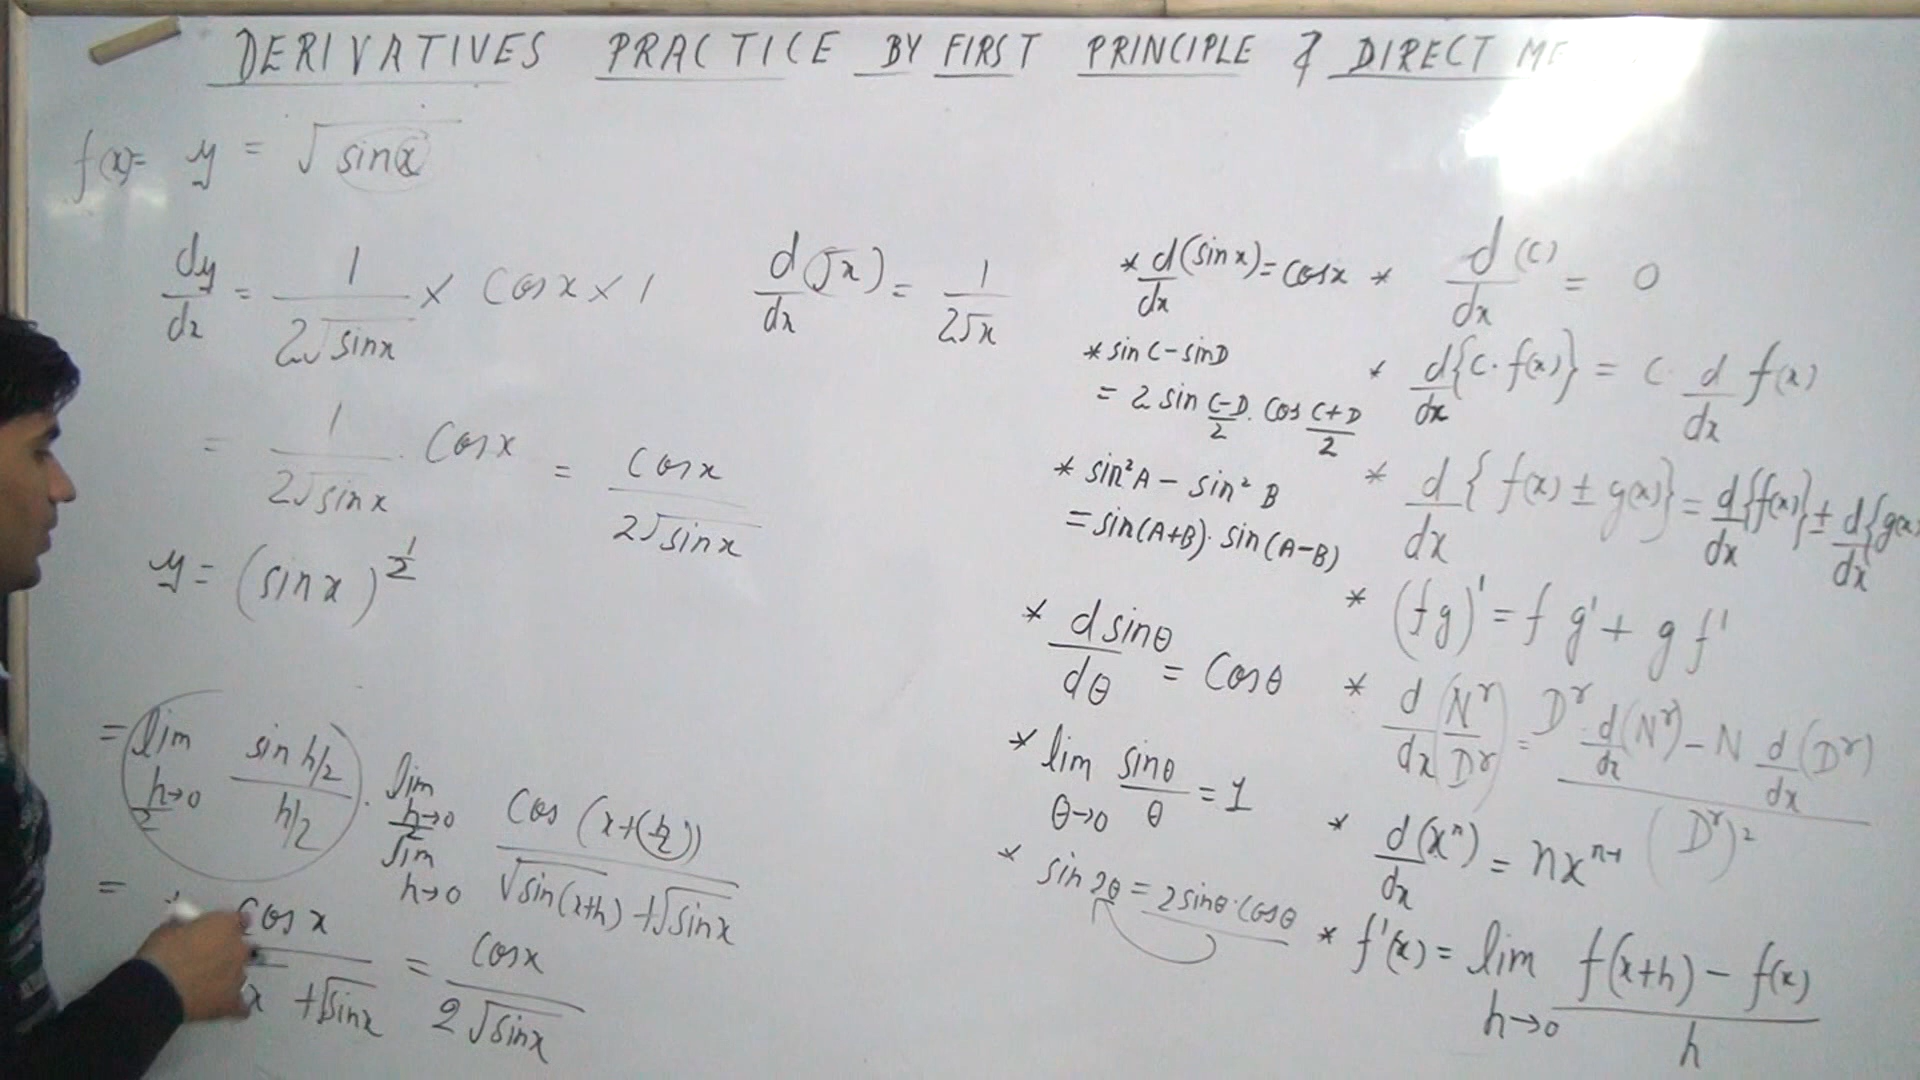 DERIVATIVES PRACTICE BY FIRST PRINCIPLE & DIRECT ME
f(x)= y = √sinx
dy/dx = 1/(2√sinx) × Cosx × 1
d/dx (√x) = 1/(2√x)
= 1/(2√sinx) . Cosx = Cosx/(2√sinx)
y = (sinx)^1/2
= lim h/2→0 (sin h/2)/(h/2) . lim h/2→0 lim h→0 Cos(x+(h/2))/(√sin(x+h) + √sinx)
= Cosx/( x + √sinx) = Cosx/(2√sinx)
* d/dx (sinx) = Cosx
* sinC - sinD
= 2 sin (C-D)/2 . Cos (C+D)/2
* sin²A - sin²B
= sin(A+B). sin(A-B)
* d sinθ/dθ = Cosθ
* lim θ→0 sinθ/θ = 1
* sin2θ = 2sinθ.Cosθ
* d/dx (C) = 0
* d/dx {C. f(x)} = C. d/dx f(x)
* d/dx { f(x) ± g(x)} = d/dx {f(x)} ± d/dx {g(x)
* (fg)' = f g' + g f'
* d/dx (Nʳ/Dʳ) = (Dʳ d/dx (Nʳ) - N d/dx (Dʳ))/(Dʳ)²
* d/dx (xⁿ) = nxⁿ⁻¹
* f'(x) = lim h→0 (f(x+h) - f(x))/h